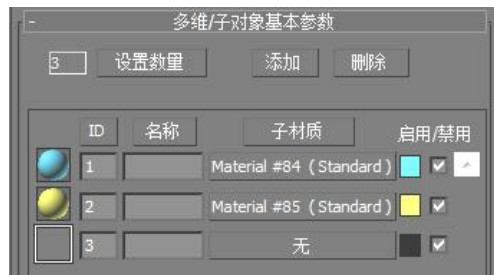 - 多维/子对象基本参数
3 设置数量 添加 删除
ID 名称 子材质 启用/禁用
1 Material #84 ( Standard )
2 Material #85 ( Standard )
3 无